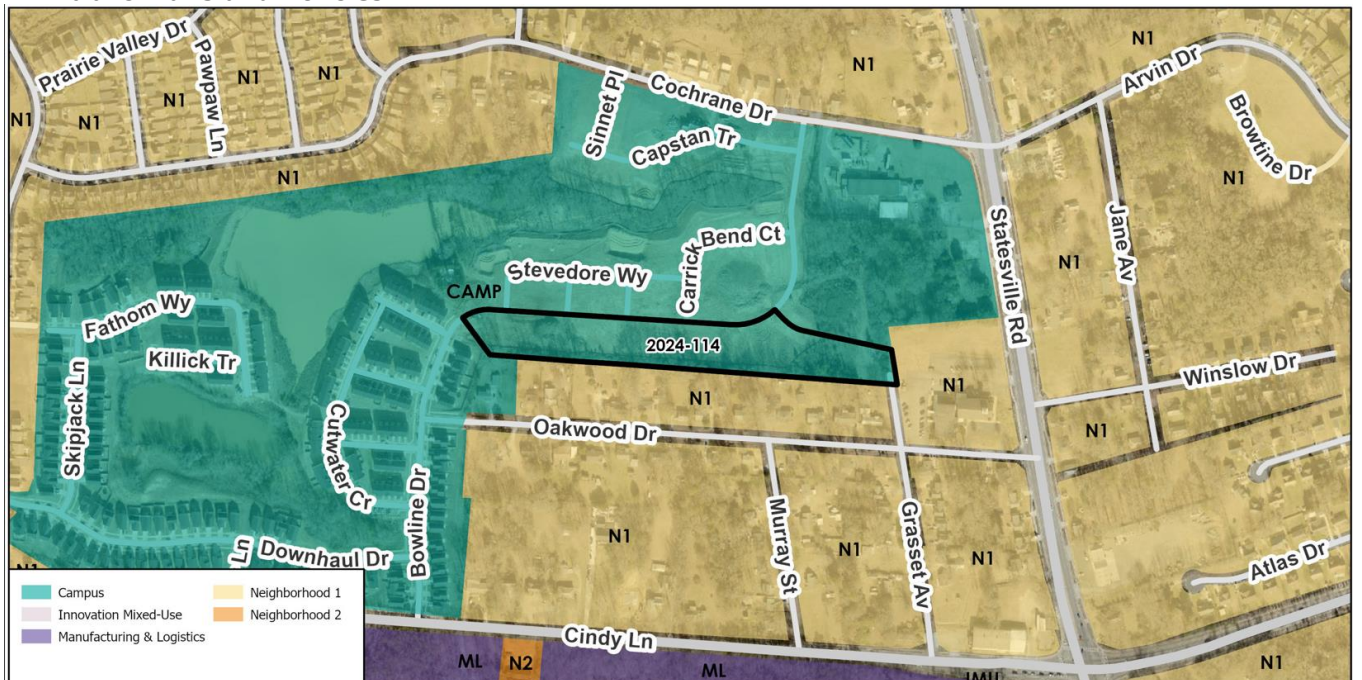 Prairie Valley Dr
Pawpaw Ln
N1
N1
N1
N1
N1
N1
Sinnet Pl
Cochrane Dr
Capstan Tr
N1
N1
Arvin Dr
Browtine Dr
N1
Jane Av
Statesville Rd
N1
Bend Ct
Carrick
Stevedore Wy
CAMP
Fathom Wy
Killick Tr
Skipjack Ln
Cutwater Cr
2024-114
N1
N1
Winslow Dr
N1
Oakwood Dr
Bowline Dr
Murray St
Grasset Av
N1
N1
N1
Ln
Downhaul Dr
Atlas Dr
Cindy Ln
ML
N2
ML
N1
Campus
Innovation Mixed-Use
Manufacturing & Logistics
Neighborhood 1
Neighborhood 2